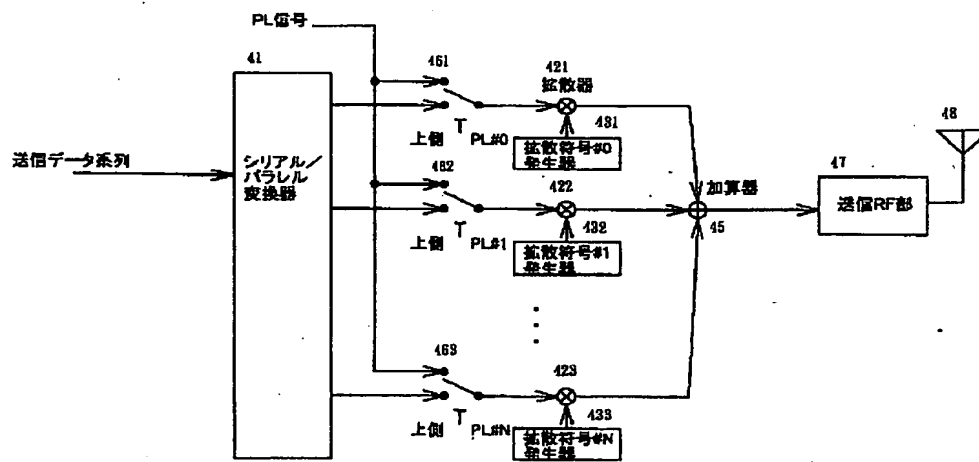 PL信号
41
461
421
拡散器
431
48
上側 T PL#0
拡散符号#0
発生器
送信データ系列
シリアル／
パラレル
変換器
462
422
加算器
47
送信RF部
432
45
上側 T PL#1
拡散符号#1
発生器
463
423
433
上側 T PL#N
拡散符号#N
発生器